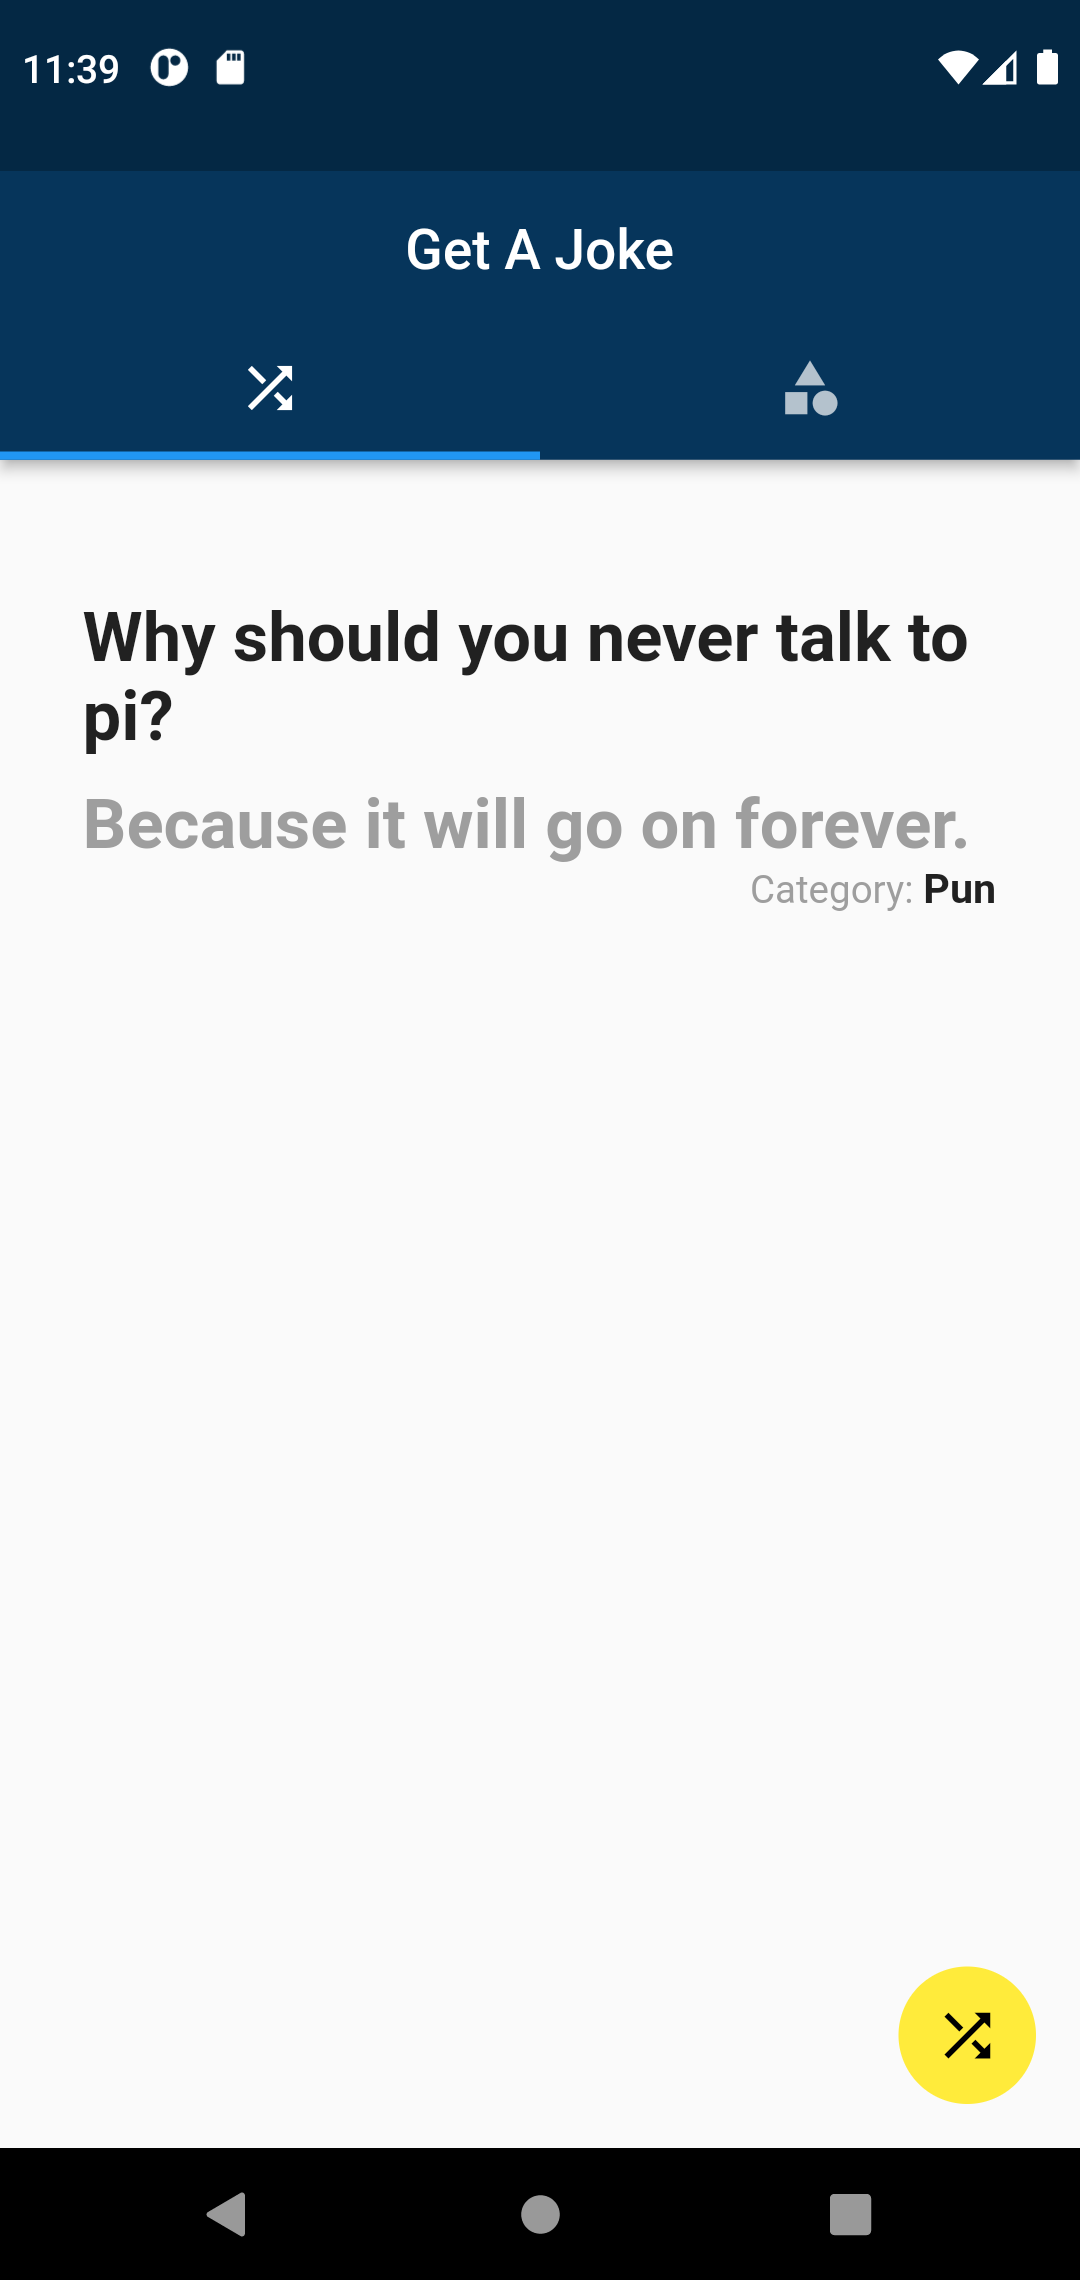 11:39
Get A Joke
Why should you never talk to
pi?
Because it will go on forever.
Category: Pun